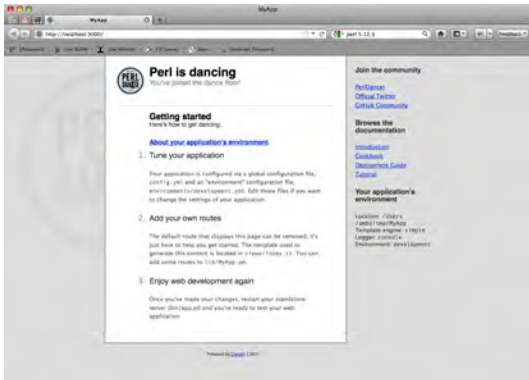 MyApp
MyApp
http://localhost:3000/
perl 5.12.1
PERL
Perl is dancing
You've joined the dance floor!
Getting started
Here's how to get dancing:
About your application's environment
1. Tune your application
Your application is configured via a global configuration file,
config.yml and an "environment" configuration file,
environments/development.yml. Edit those files if you want
to change the settings of your application.
2. Add your own routes
The default route that displays this page can be removed, it's
just here to help you get started. The template used to
generate this content is located in views/index.tt. You can
add some routes to lib/MyApp.pm.
3. Enjoy web development again
Once you've made your changes, restart your standalone
server (bin/app.pl) and you're ready to test your web
application.
Powered by Dancer
Join the community
PerlDancer
Official Twitter
GitHub Community
Browse the
documentation
Introduction
Cookbook
Deployment Guide
Tutorial
Your application's
environment
Location: /Users
Template engine: simple
Logger: console
Environment: development